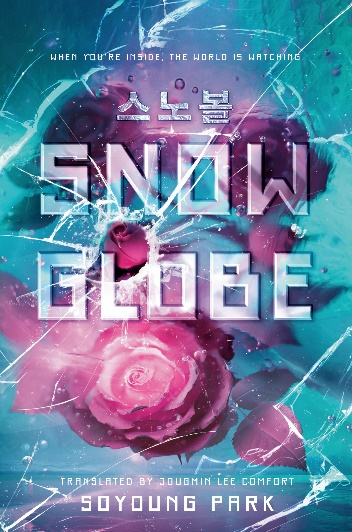 WHEN YOU'RE INSIDE, THE WORLD IS WATCHING
스노볼
SNOW
GLOBE
TRANSLATED BY JOUGMIN LEE COMFORT
SOYOUNG PARK